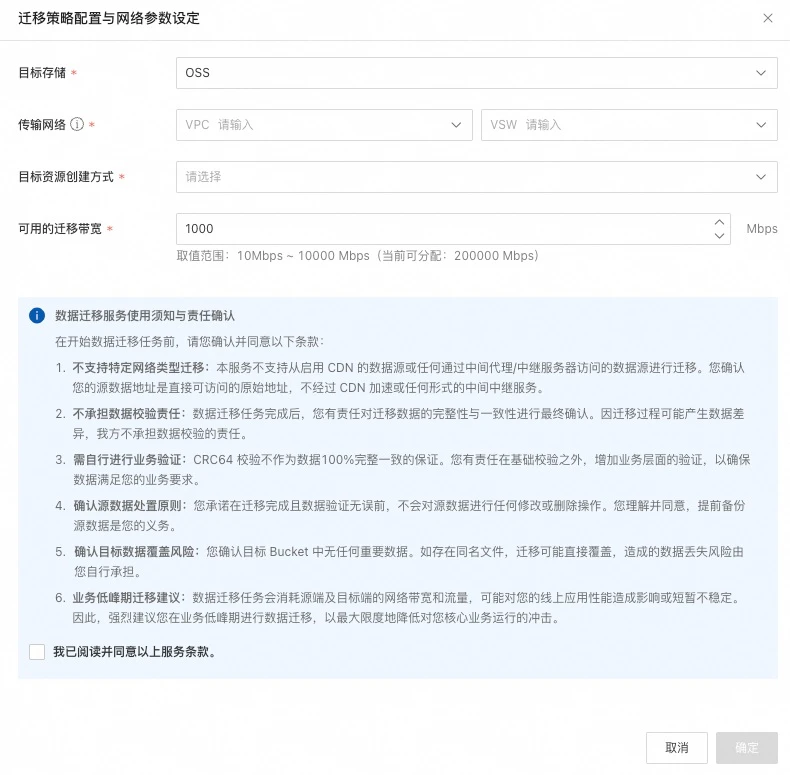 迁移策略配置与网络参数设定
目标存储 *
OSS
传输网络 *
VPC 请输入
VSW 请输入
目标资源创建方式 *
请选择
可用的迁移带宽 *
1000
Mbps
取值范围：10Mbps ~ 10000 Mbps（当前可分配：200000 Mbps）
数据迁移服务使用须知与责任确认
在开始数据迁移任务前，请您确认并同意以下条款：
1. 不支持特定网络类型迁移：本服务不支持从启用 CDN 的数据源或任何通过中间代理/中继服务器访问的数据源进行迁移。您确认
您的源数据地址是直接可访问的原始地址，不经过 CDN 加速或任何形式的中间中继服务。
2. 不承担数据校验责任：数据迁移任务完成后，您有责任对迁移数据的完整性与一致性进行最终确认。因迁移过程可能产生数据差
异，我方不承担数据校验的责任。
3. 需自行进行业务验证：CRC64 校验不作为数据100%完整一致的保证。您有责任在基础校验之外，增加业务层面的验证，以确保
数据满足您的业务要求。
4. 确认源数据处置原则：您承诺在迁移完成且数据验证无误前，不会对源数据进行任何修改或删除操作。您理解并同意，提前备份
源数据是您的义务。
5. 确认目标数据覆盖风险：您确认目标 Bucket 中无任何重要数据。如存在同名文件，迁移可能直接覆盖，造成的数据丢失风险由
您自行承担。
6. 业务低峰期迁移建议：数据迁移任务会消耗源端及目标端的网络带宽和流量，可能对您的线上应用性能造成影响或短暂不稳定。
因此，强烈建议您在业务低峰期进行数据迁移，以最大限度地降低对您核心业务运行的冲击。
我已阅读并同意以上服务条款。
取消
确定